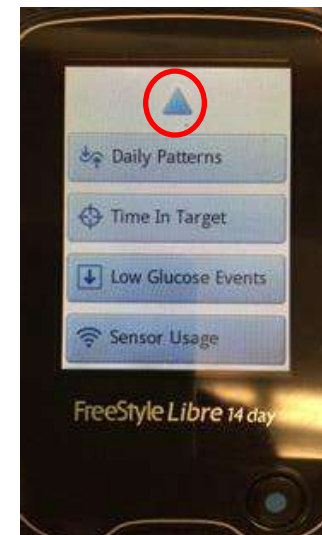 Daily Patterns
Time In Target
Low Glucose Events
Sensor Usage
FreeStyle Libre 14 day